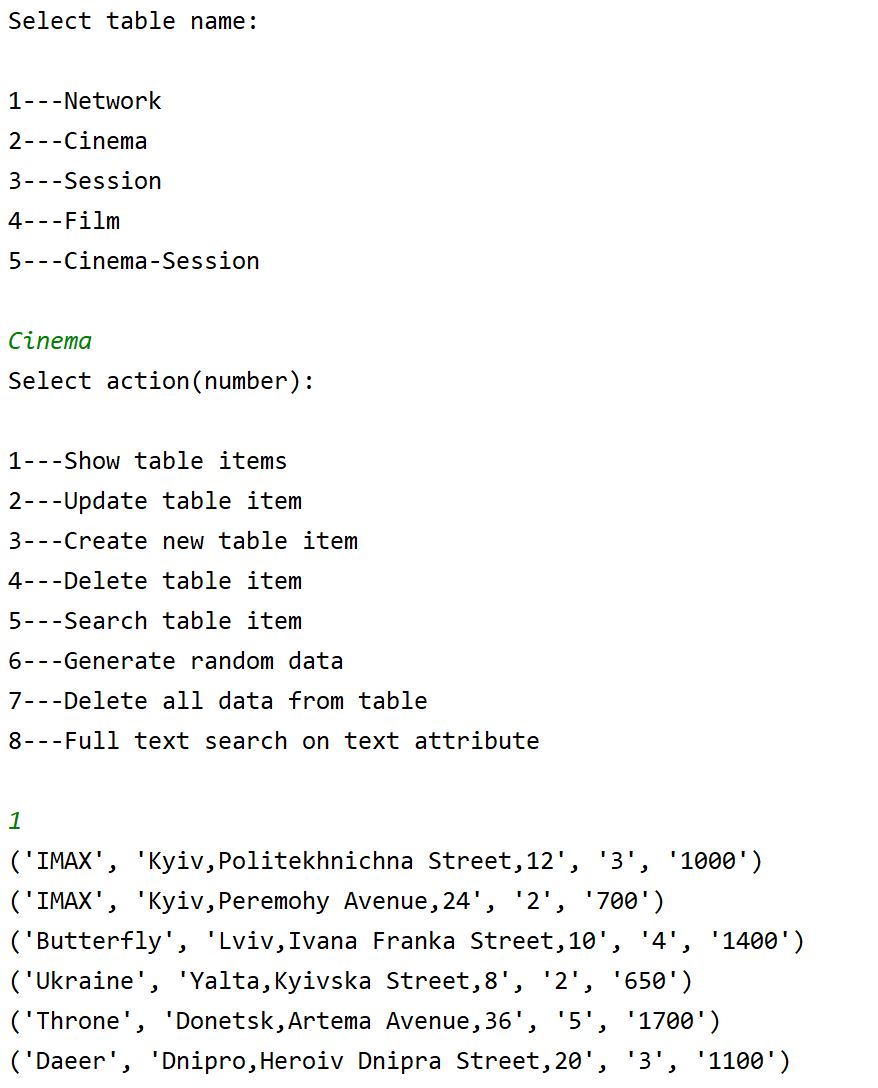 Select table name:
1---Network
2---Cinema
3---Session
4---Film
5---Cinema-Session
Cinema
Select action(number):
1---Show table items
2---Update table item
3---Create new table item
4---Delete table item
5---Search table item
6---Generate random data
7---Delete all data from table
8---Full text search on text attribute
1
('IMAX', 'Kyiv,Politekhnichna Street,12', '3', '1000')
('IMAX', 'Kyiv,Peremohy Avenue,24', '2', '700')
('Butterfly', 'Lviv,Ivana Franka Street,10', '4', '1400')
('Ukraine', 'Yalta,Kyivska Street,8', '2', '650')
('Throne', 'Donetsk,Artema Avenue,36', '5', '1700')
('Daeer', 'Dnipro,Heroiv Dnipra Street,20', '3', '1100')